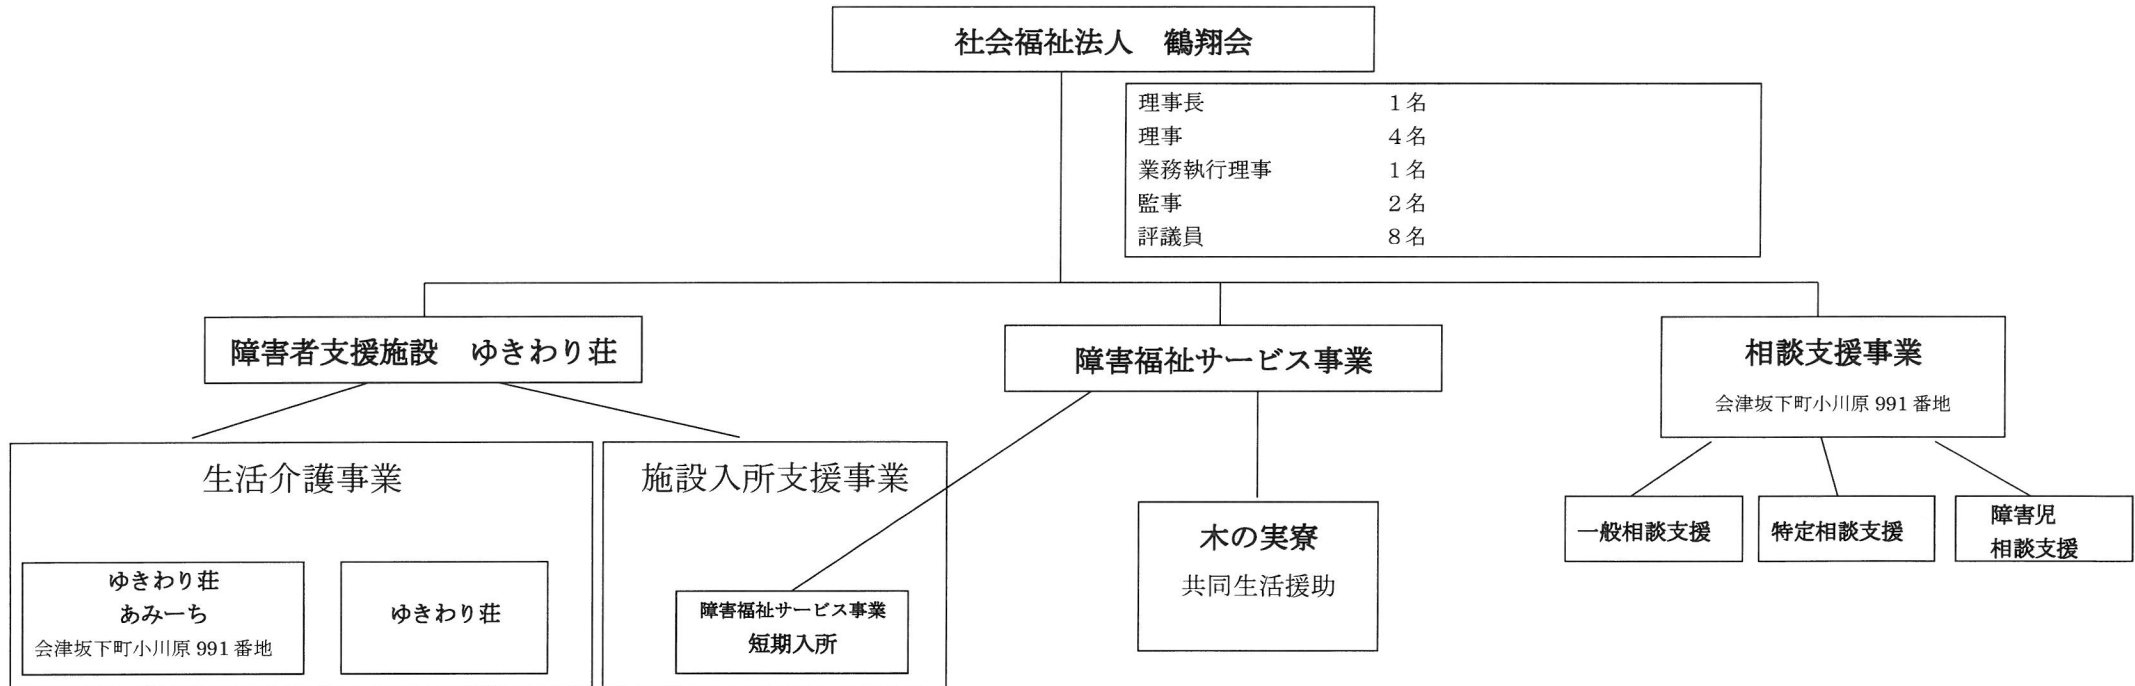 社会福祉法人　鶴翔会
理事長　1名
理事　4名
業務執行理事　1名
監事　2名
評議員　8名
障害者支援施設　ゆきわり荘
障害福祉サービス事業
相談支援事業
会津坂下町小川原 991 番地
生活介護事業
ゆきわり荘
あみーち
会津坂下町小川原 991 番地
ゆきわり荘
施設入所支援事業
障害福祉サービス事業
短期入所
木の実寮
共同生活援助
一般相談支援
特定相談支援
障害児
相談支援